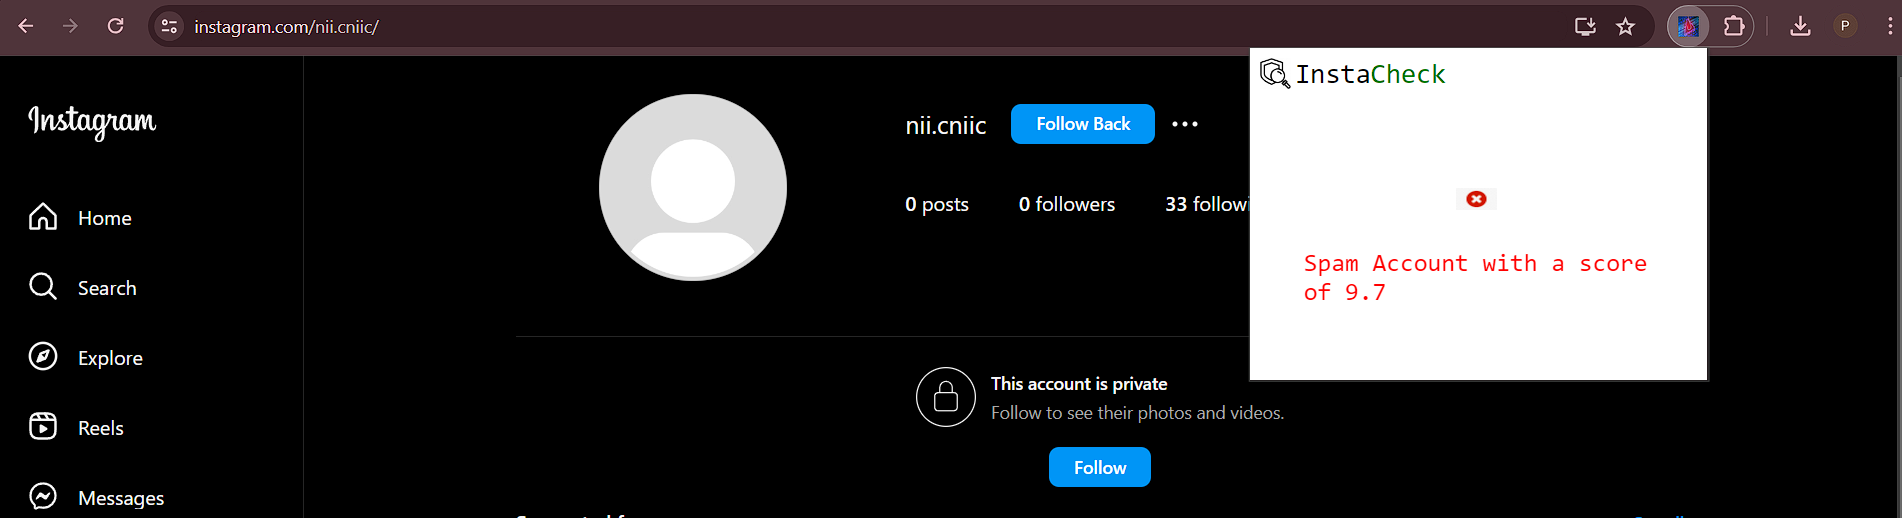 instagram.com/nii.cniic/
P
InstaCheck
Instagram
nii.cniic Follow Back
0 posts 0 followers 33 followi
Home
Search
Explore
Reels
Messages
Spam Account with a score
of 9.7
This account is private
Follow to see their photos and videos.
Follow